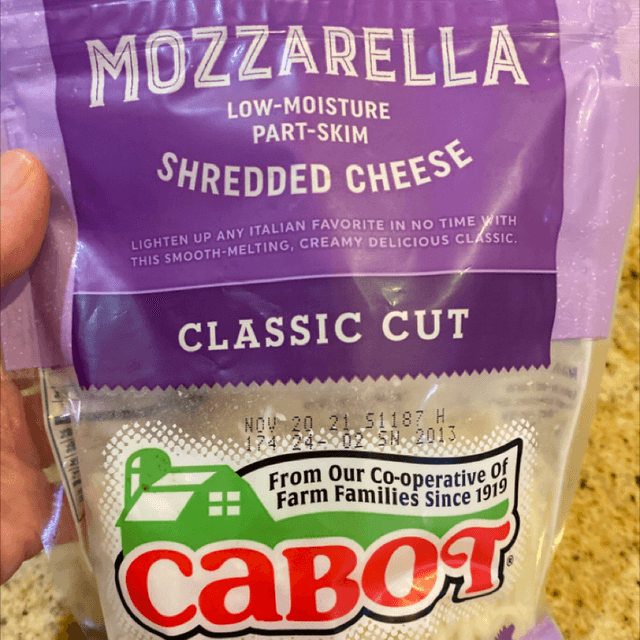 MOZZARELLA
LOW-MOISTURE
PART-SKIM
SHREDDED CHEESE
LIGHTEN UP ANY ITALIAN FAVORITE IN NO TIME WITH
THIS SMOOTH-MELTING, CREAMY DELICIOUS CLASSIC.
CLASSIC CUT
NOV 20 21 51187 H
174 24- 02 SN 2013
From Our Co-operative Of
Farm Families Since 1919
CABOT